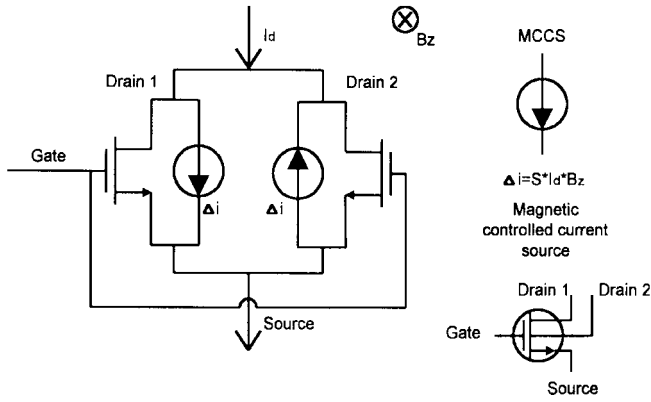 Id
Bz
Drain 1
Drain 2
Gate
Δi
Δi
Source
MCCS
Δi=S*Id*Bz
Magnetic
controlled current
source
Drain 1
Drain 2
Gate
Source